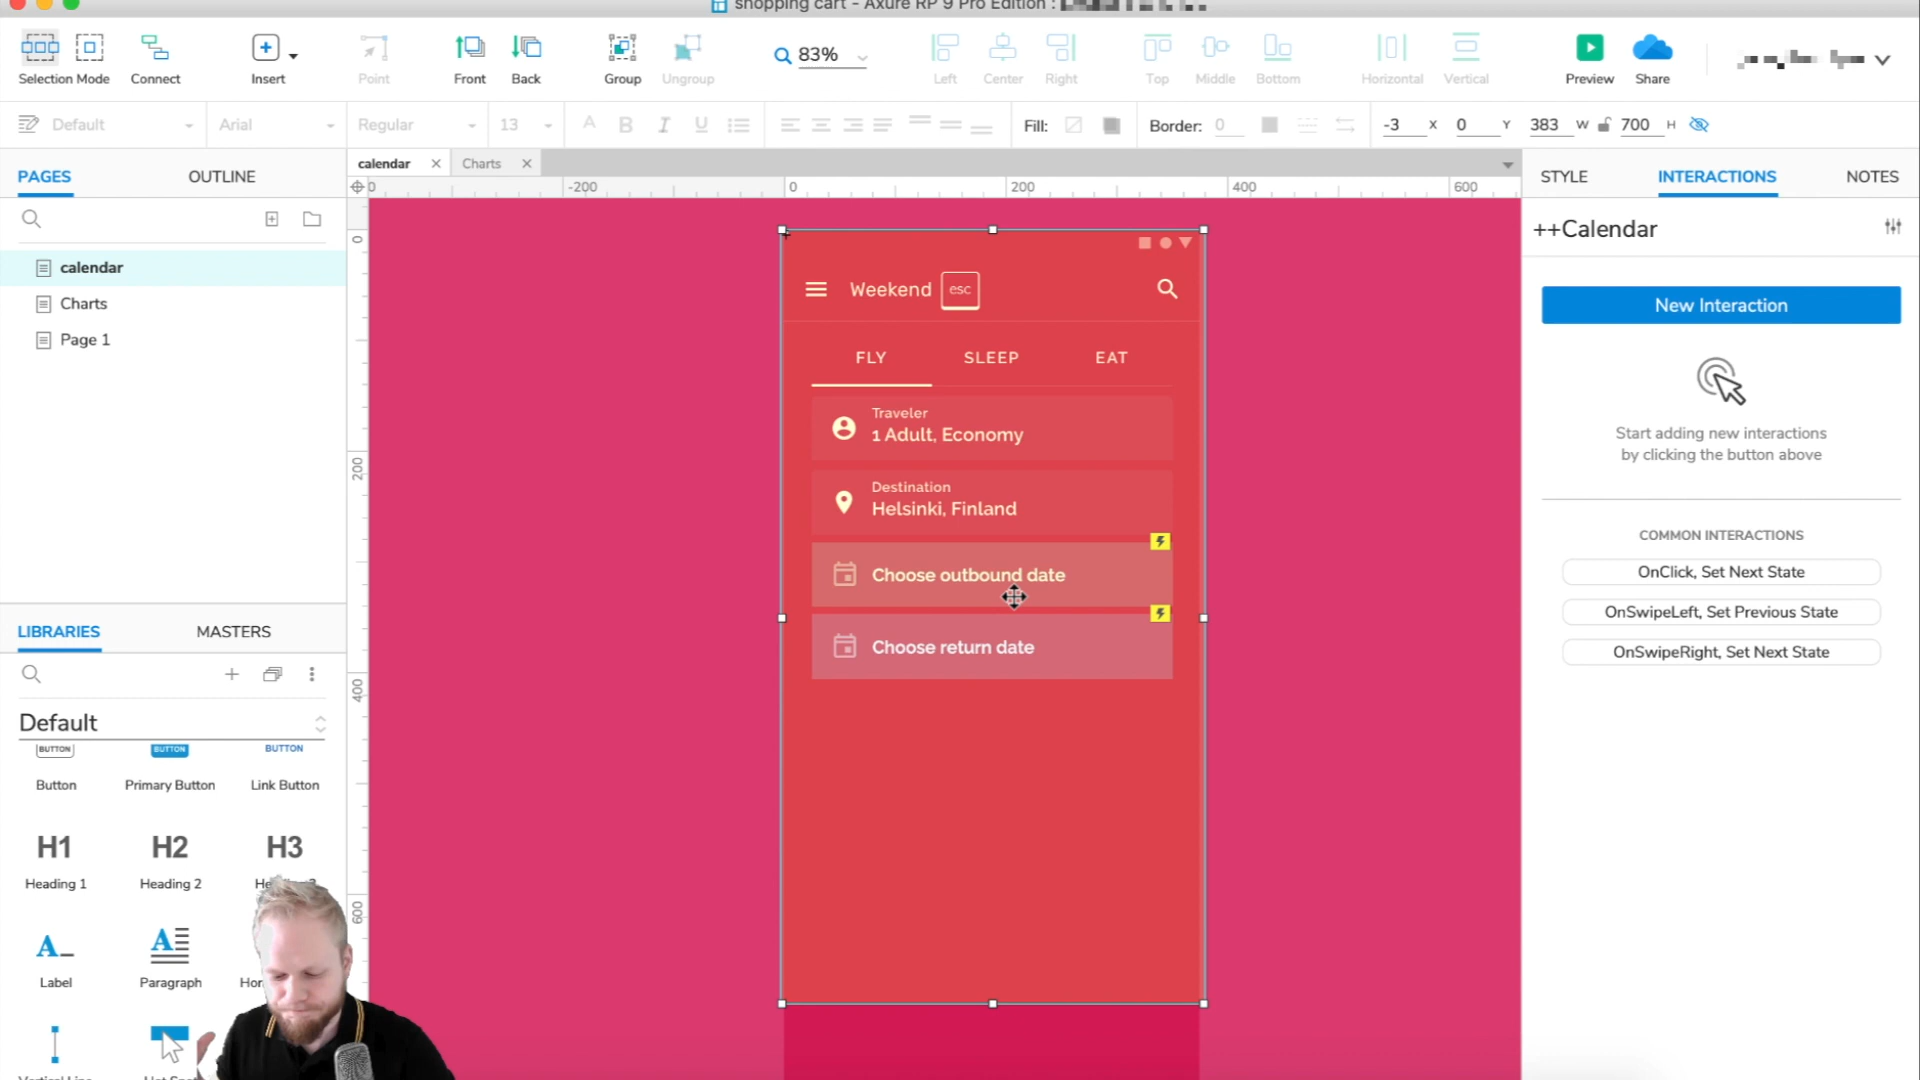 shopping cart - Axure RP 9 Pro Edition :
Selection Mode
Connect
Insert
Point
Front
Back
Group
Ungroup
83%
Left
Center
Right
Top
Middle
Bottom
Horizontal
Vertical
Preview
Share
Default
Arial
Regular
13
A B I U
Fill:
Border: 0
-3 X 0 Y 383 W 700 H
PAGES
OUTLINE
calendar
Charts
STYLE
INTERACTIONS
NOTES
0 -200 0 200 400 600
++Calendar
calendar
Charts
Page 1
New Interaction
Start adding new interactions
by clicking the button above
COMMON INTERACTIONS
OnClick, Set Next State
OnSwipeLeft, Set Previous State
OnSwipeRight, Set Next State
0
200
400
600
Weekend esc
FLY
SLEEP
EAT
Traveler
1 Adult, Economy
Destination
Helsinki, Finland
Choose outbound date
Choose return date
LIBRARIES
MASTERS
Default
BUTTON
BUTTON
BUTTON
Button
Primary Button
Link Button
H1
H2
H3
Heading 1
Heading 2
A
A
Label
Paragraph